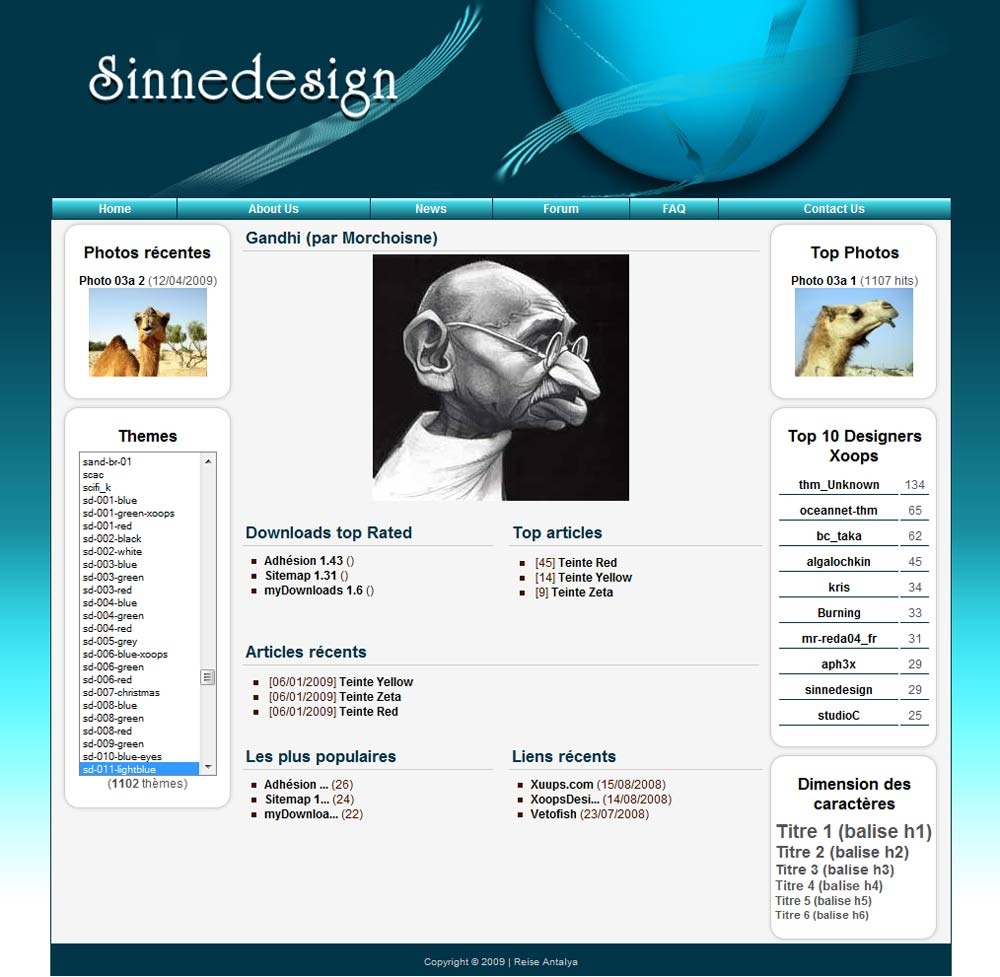 Sinnedesign
Home About Us News Forum FAQ Contact Us
Photos récentes
Photo 03a 2 (12/04/2009)
Themes
sand-br-01
scac
scifi_k
sd-001-blue
sd-001-green-xoops
sd-001-red
sd-002-black
sd-002-white
sd-003-blue
sd-003-green
sd-003-red
sd-004-blue
sd-004-green
sd-004-red
sd-005-grey
sd-006-blue-xoops
sd-006-green
sd-006-red
sd-007-christmas
sd-008-blue
sd-008-green
sd-008-red
sd-009-green
sd-010-blue-eyes
sd-011-lightblue
(1102 thèmes)
Gandhi (par Morchoisne)
Downloads top Rated
Adhésion 1.43 ()
Sitemap 1.31 ()
myDownloads 1.6 ()
Top articles
[45] Teinte Red
[14] Teinte Yellow
[9] Teinte Zeta
Articles récents
[06/01/2009] Teinte Yellow
[06/01/2009] Teinte Zeta
[06/01/2009] Teinte Red
Les plus populaires
Adhésion ... (26)
Sitemap 1... (24)
myDownloa... (22)
Liens récents
Xuups.com (15/08/2008)
XoopsDesi... (14/08/2008)
Vetofish (23/07/2008)
Top Photos
Photo 03a 1 (1107 hits)
Top 10 Designers
Xoops
thm_Unknown 134
oceannet-thm 65
bc_taka 62
algalochkin 45
kris 34
Burning 33
mr-reda04_fr 31
aph3x 29
sinnedesign 29
studioC 25
Dimension des
caractères
Titre 1 (balise h1)
Titre 2 (balise h2)
Titre 3 (balise h3)
Titre 4 (balise h4)
Titre 5 (balise h5)
Titre 6 (balise h6)
Copyright © 2009 | Reise Antalya